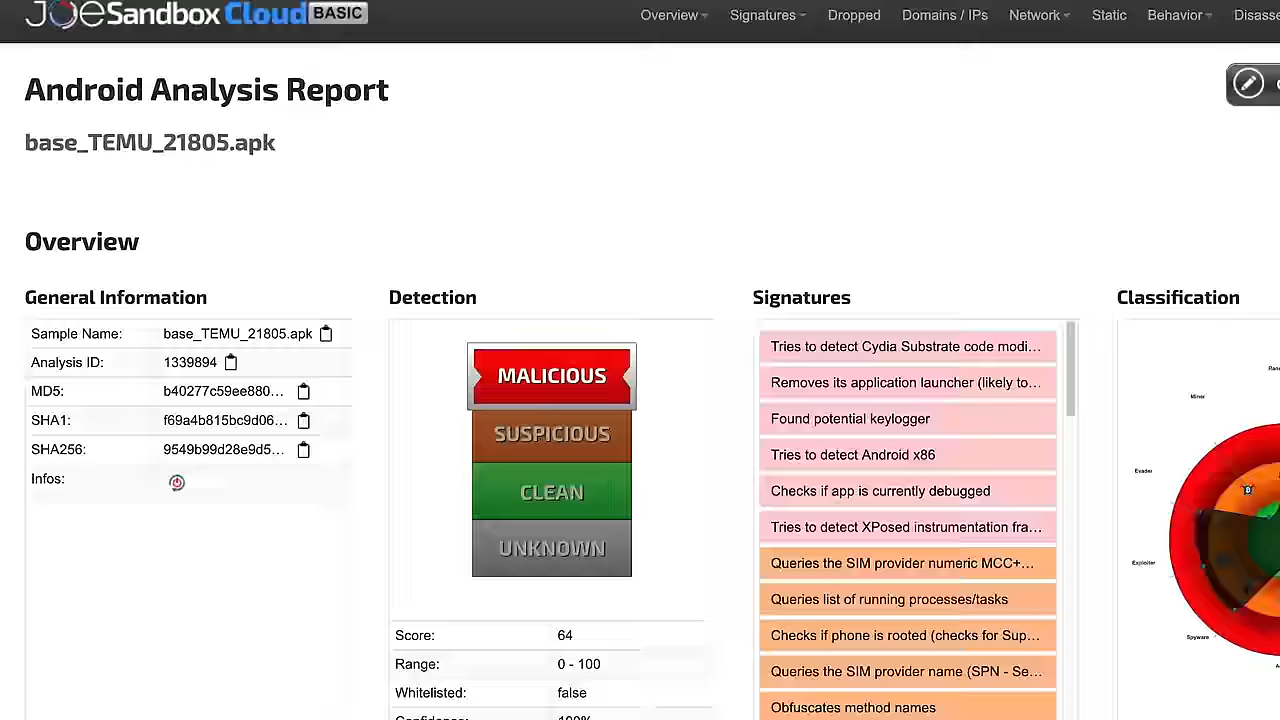 JOESandbox Cloud BASIC
Overview Signatures Dropped Domains / IPs Network Static Behavior Disasse
Android Analysis Report
base_TEMU_21805.apk
Overview
General Information
Sample Name: base_TEMU_21805.apk
Analysis ID: 1339894
MD5: b40277c59ee880...
SHA1: f69a4b815bc9d06...
SHA256: 9549b99d28e9d5...
Infos:
Detection
MALICIOUS
SUSPICIOUS
CLEAN
UNKNOWN
Score: 64
Range: 0 - 100
Whitelisted: false
Confidence: 100%
Signatures
Tries to detect Cydia Substrate code modi...
Removes its application launcher (likely to...
Found potential keylogger
Tries to detect Android x86
Checks if app is currently debugged
Tries to detect XPosed instrumentation fra...
Queries the SIM provider numeric MCC+...
Queries list of running processes/tasks
Checks if phone is rooted (checks for Sup...
Queries the SIM provider name (SPN - Se...
Obfuscates method names
Classification
Ran
Miner
Evader
Exploiter
Spyware